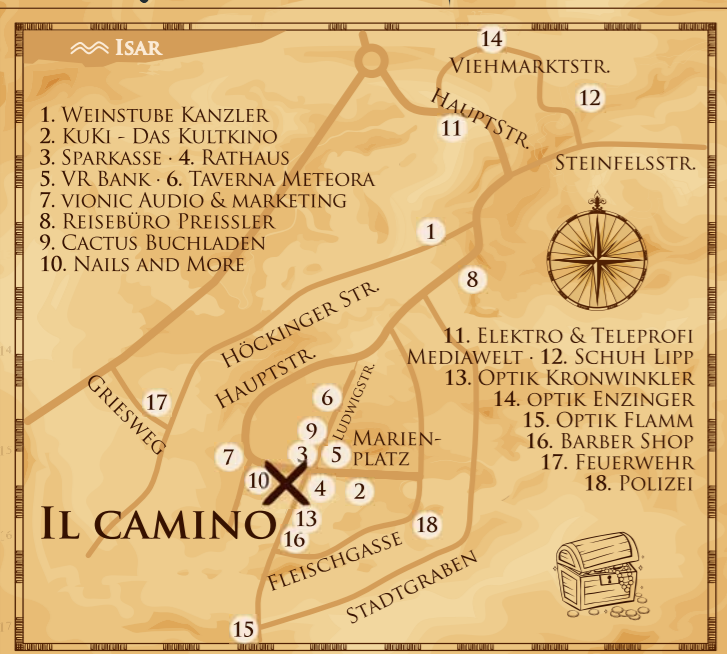 Isar
14
Viehmarktstr.
12
Hauptstr.
11
1. Weinstube Kanzler
2. KuKi - Das Kultkino
3. Sparkasse · 4. Rathaus
5. VR Bank · 6. Taverna Meteora
7. vionic Audio & marketing
8. Reisebüro Preissler
9. Cactus Buchladen
10. Nails and More
Steinfelsstr.
1
8
Höckinger Str.
Hauptstr.
11. Elektro & Teleprofi
Mediawelt · 12. Schuh Lipp
13. Optik Kronwinkler
14. optik Enzinger
15. Optik Flamm
16. Barber Shop
17. Feuerwehr
18. Polizei
Griesweg
17
6
Ludwigstr.
9
Marien-
platz
7
3
5
10
4
2
Il camino
13
16
18
Fleischgasse
Stadtgraben
15